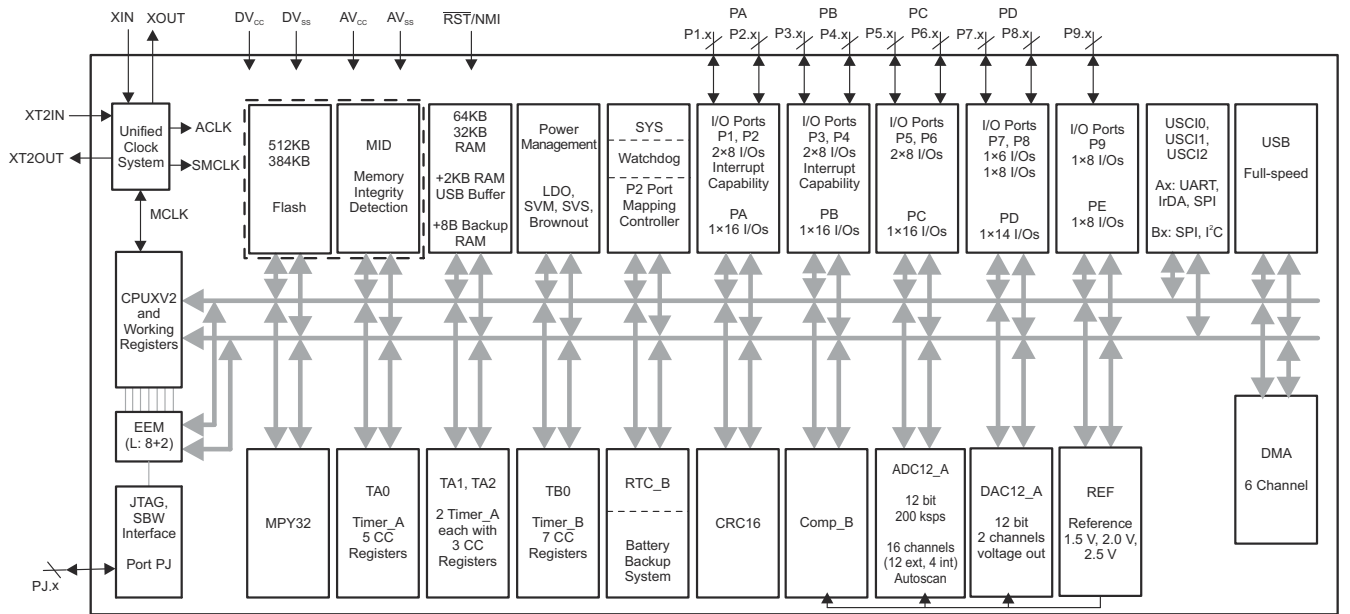 XIN
XOUT
DVCC
DVSS
AVCC
AVSS
RST/NMI
PA
P1.x
P2.x
PB
P3.x
P4.x
PC
P5.x
P6.x
PD
P7.x
P8.x
P9.x
XT2IN
XT2OUT
Unified
Clock
System
ACLK
SMCLK
MCLK
512KB
384KB
Flash
MID
Memory
Integrity
Detection
64KB
32KB
RAM
+2KB RAM
USB Buffer
+8B Backup
RAM
Power
Management
LDO,
SVM, SVS,
Brownout
SYS
Watchdog
P2 Port
Mapping
Controller
I/O Ports
P1, P2
2×8 I/Os
Interrupt
Capability
PA
1×16 I/Os
I/O Ports
P3, P4
2×8 I/Os
Interrupt
Capability
PB
1×16 I/Os
I/O Ports
P5, P6
2×8 I/Os
PC
1×16 I/Os
I/O Ports
P7, P8
1×6 I/Os
1×8 I/Os
PD
1×14 I/Os
I/O Ports
P9
1×8 I/Os
PE
1×8 I/Os
USCI0,
USCI1,
USCI2
Ax: UART,
IrDA, SPI
Bx: SPI, I²C
USB
Full-speed
CPUXV2
and
Working
Registers
EEM
(L: 8+2)
JTAG,
SBW
Interface
Port PJ
PJ.x
MPY32
TA0
Timer_A
5 CC
Registers
TA1, TA2
2 Timer_A
each with
3 CC
Registers
TB0
Timer_B
7 CC
Registers
RTC_B
Battery
Backup
System
CRC16
Comp_B
ADC12_A
12 bit
200 ksps
16 channels
(12 ext, 4 int)
Autoscan
DAC12_A
12 bit
2 channels
voltage out
REF
Reference
1.5 V, 2.0 V,
2.5 V
DMA
6 Channel